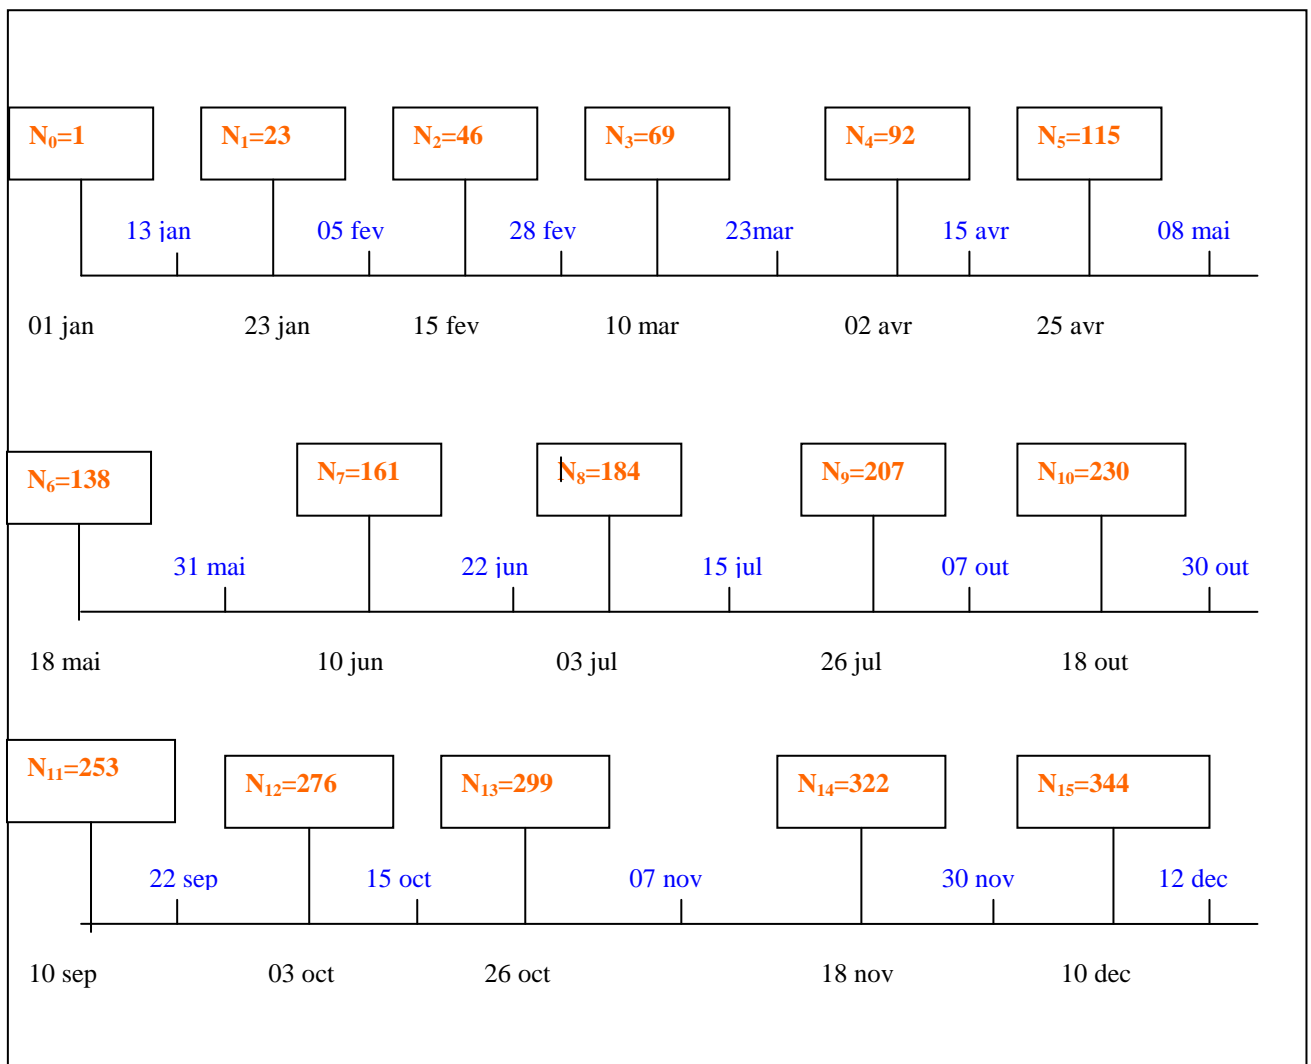 N₀=1 N₁=23 N₂=46 N₃=69 N₄=92 N₅=115
13 jan 05 fev 28 fev 23mar 15 avr 08 mai
01 jan 23 jan 15 fev 10 mar 02 avr 25 avr
N₆=138 N₇=161 N₈=184 N₉=207 N₁₀=230
31 mai 22 jun 15 jul 07 out 30 out
18 mai 10 jun 03 jul 26 jul 18 out
N₁₁=253 N₁₂=276 N₁₃=299 N₁₄=322 N₁₅=344
22 sep 15 oct 07 nov 30 nov 12 dec
10 sep 03 oct 26 oct 18 nov 10 dec